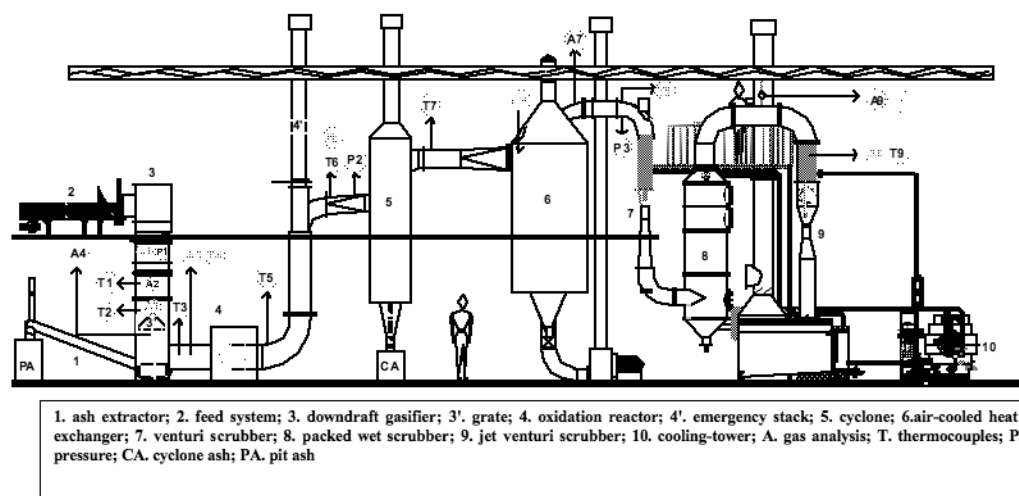 A7
4'
T7
A9
T6
P2
P 3
T9
3
2
5
6
7
8
9
A4
P1
T1
A2
T2
T3
4
T5
3'
10
PA
1
CA
1. ash extractor; 2. feed system; 3. downdraft gasifier; 3'. grate; 4. oxidation reactor; 4'. emergency stack; 5. cyclone; 6.air-cooled heat
exchanger; 7. venturi scrubber; 8. packed wet scrubber; 9. jet venturi scrubber; 10. cooling-tower; A. gas analysis; T. thermocouples; P
pressure; CA. cyclone ash; PA. pit ash